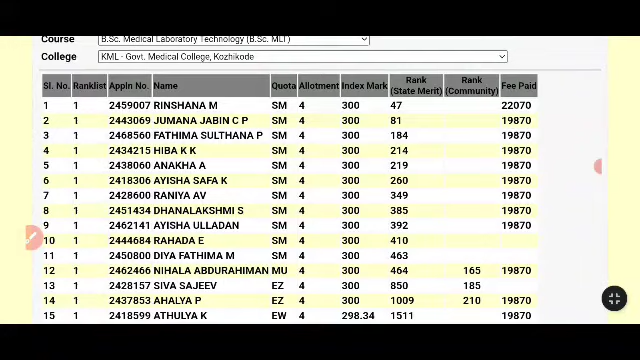 Course B.Sc. Medical Laboratory Technology (B.Sc. MLT)
College KML - Govt. Medical College, Kozhikode
Sl. No. Ranklist Appln No. Name Quota Allotment Index Mark Rank (State Merit) Rank (Community) Fee Paid
1 1 2459007 RINSHANA M SM 4 300 47 22070
2 1 2443069 JUMANA JABIN C P SM 4 300 81 19870
3 1 2468560 FATHIMA SULTHANA P SM 4 300 184 19870
4 1 2434215 HIBA K K SM 4 300 214 19870
5 1 2438060 ANAKHA A SM 4 300 219 19870
6 1 2418306 AYISHA SAFA K SM 4 300 260 19870
7 1 2428600 RANIYA AV SM 4 300 349 19870
8 1 2451434 DHANALAKSHMI S SM 4 300 385 19870
9 1 2462141 AYISHA ULLADAN SM 4 300 392 19870
10 1 2444684 RAHADA E SM 4 300 410
11 1 2450800 DIYA FATHIMA M SM 4 300 463
12 1 2462466 NIHALA ABDURAHIMAN MU 4 300 464 165 19870
13 1 2428157 SIVA SAJEEV EZ 4 300 850 185
14 1 2437853 AHALYA P EZ 4 300 1009 210 19870
15 1 2418599 ATHULYA K EW 4 298.34 1511 19870